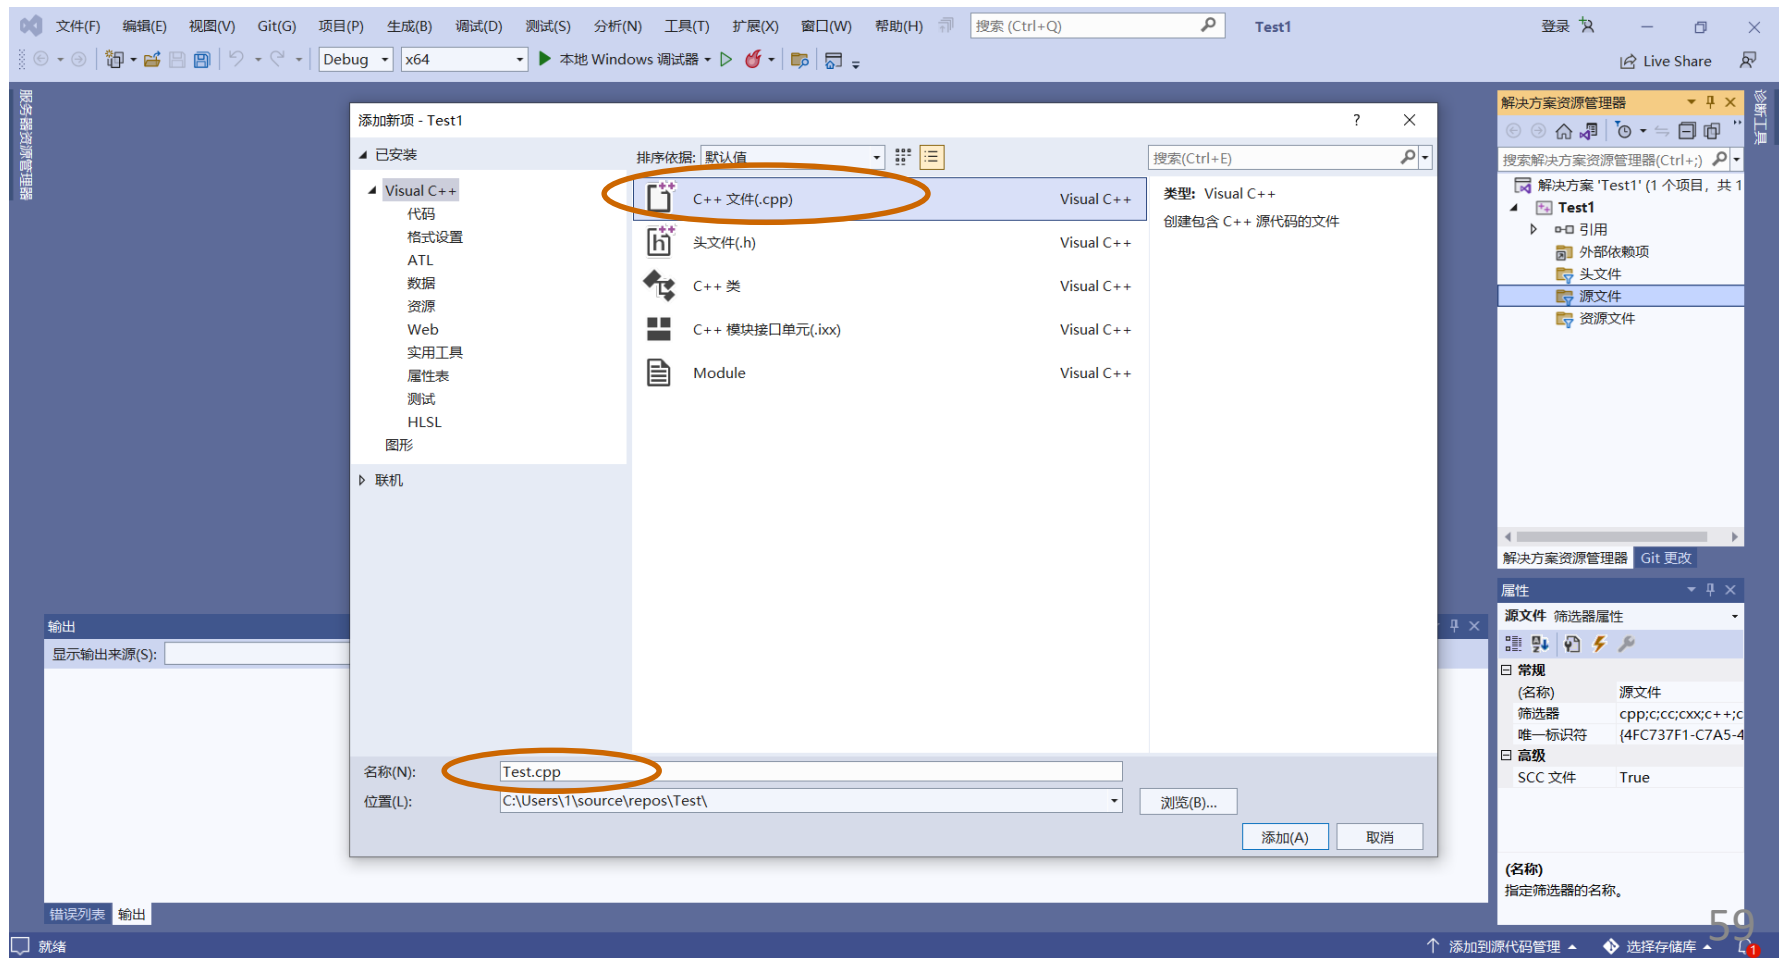 文件(F) 编辑(E) 视图(V) Git(G) 项目(P) 生成(B) 调试(D) 测试(S) 分析(N) 工具(T) 扩展(X) 窗口(W) 帮助(H) 搜索 (Ctrl+Q) Test1 登录
Debug x64 本地 Windows 调试器 Live Share
服务器资源管理器
添加新项 - Test1
?
已安装
排序依据: 默认值
搜索(Ctrl+E)
Visual C++
代码
格式设置
ATL
数据
资源
Web
实用工具
属性表
测试
HLSL
图形
联机
C++ 文件(.cpp) Visual C++
头文件(.h) Visual C++
C++ 类 Visual C++
C++ 模块接口单元(.ixx) Visual C++
Module Visual C++
类型: Visual C++
创建包含 C++ 源代码的文件
名称(N): Test.cpp
位置(L): C:\Users\1\source\repos\Test\
浏览(B)...
添加(A) 取消
解决方案资源管理器
搜索解决方案资源管理器(Ctrl+;)
解决方案 'Test1' (1 个项目, 共 1
Test1
引用
外部依赖项
头文件
源文件
资源文件
解决方案资源管理器 Git 更改
诊断工具
属性
源文件 筛选器属性
常规
(名称) 源文件
筛选器 cpp;c;cc;cxx;c++;c
唯一标识符 {4FC737F1-C7A5-4
高级
SCC 文件 True
(名称)
指定筛选器的名称。
输出
显示输出来源(S):
错误列表 输出
59
就绪 添加到源代码管理 选择存储库 1